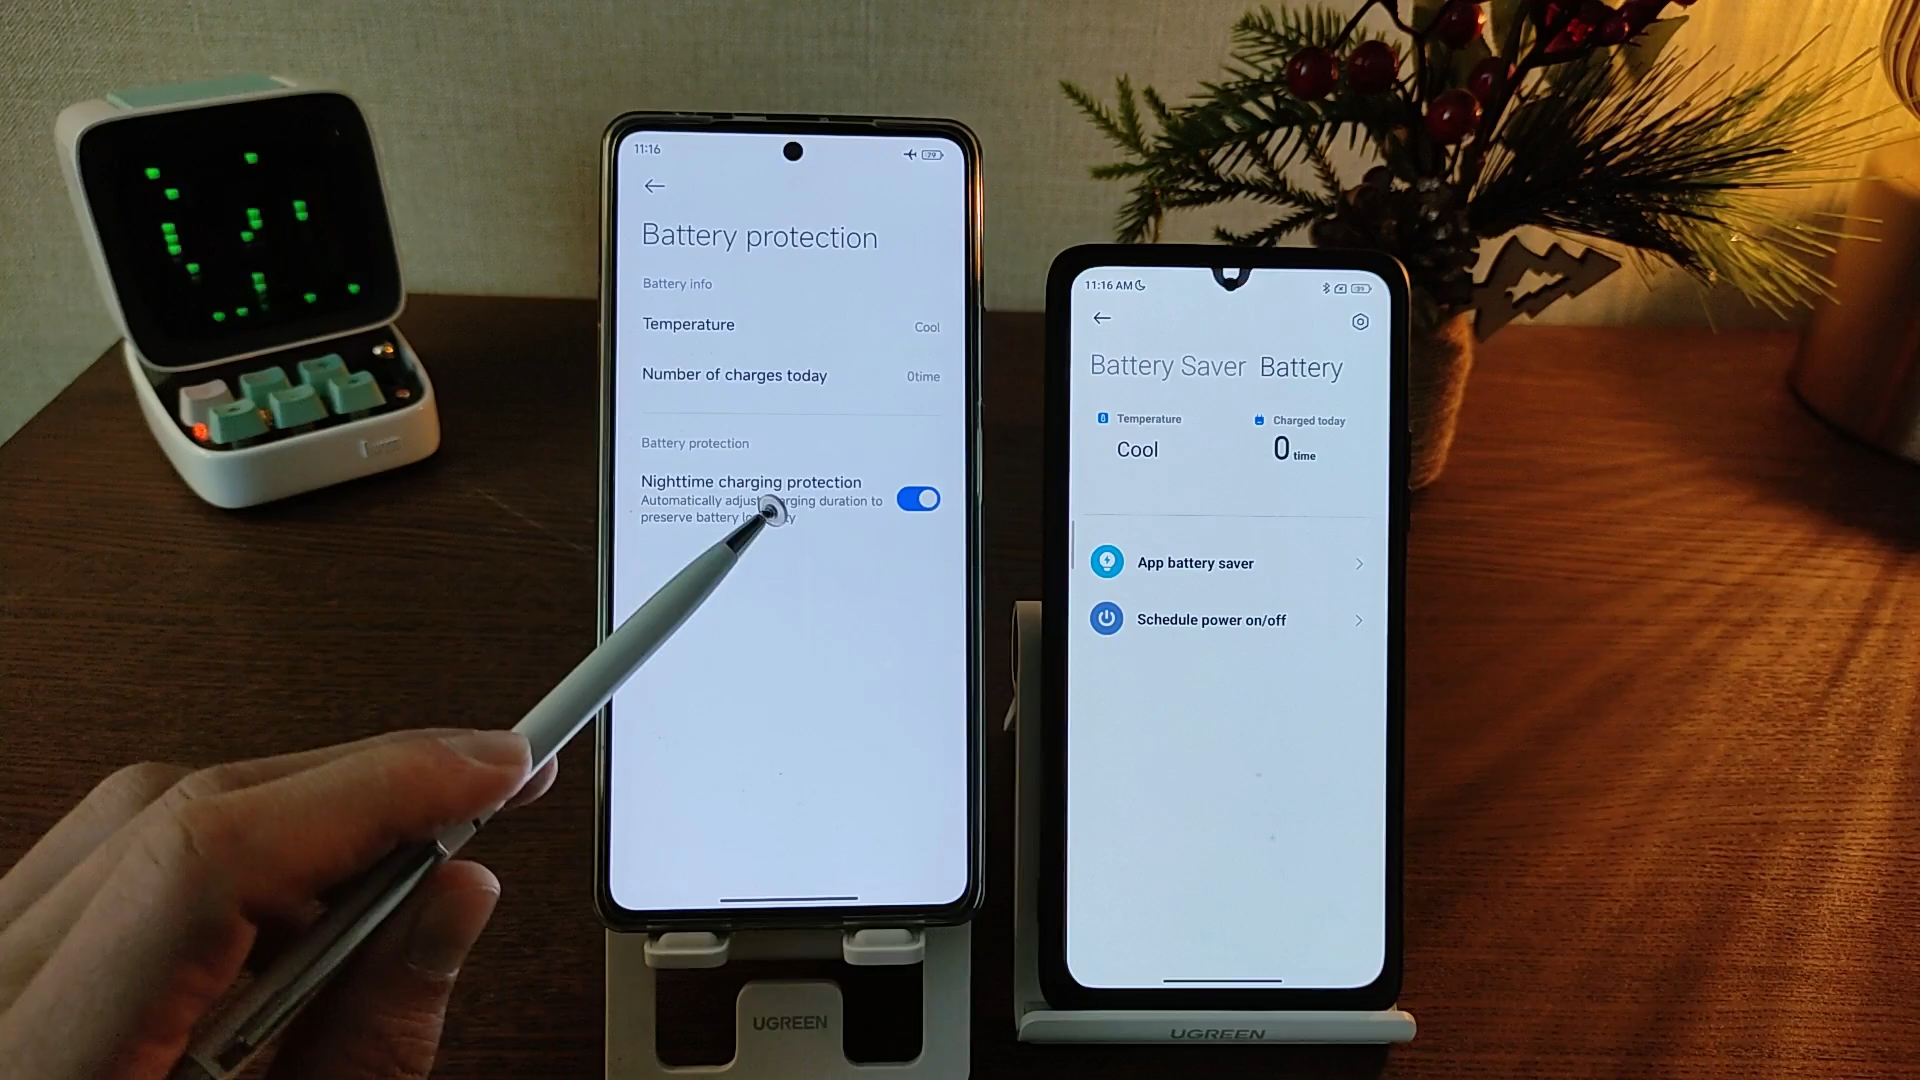 11:16
79
Battery protection
Battery info
Temperature
Cool
Number of charges today
0time
Battery protection
Nighttime charging protection
Automatically adjust charging duration to
preserve battery
UGREEN
11:16 AM
Battery Saver Battery
Temperature
Cool
Charged today
0 time
App battery saver
Schedule power on/off
UGREEN